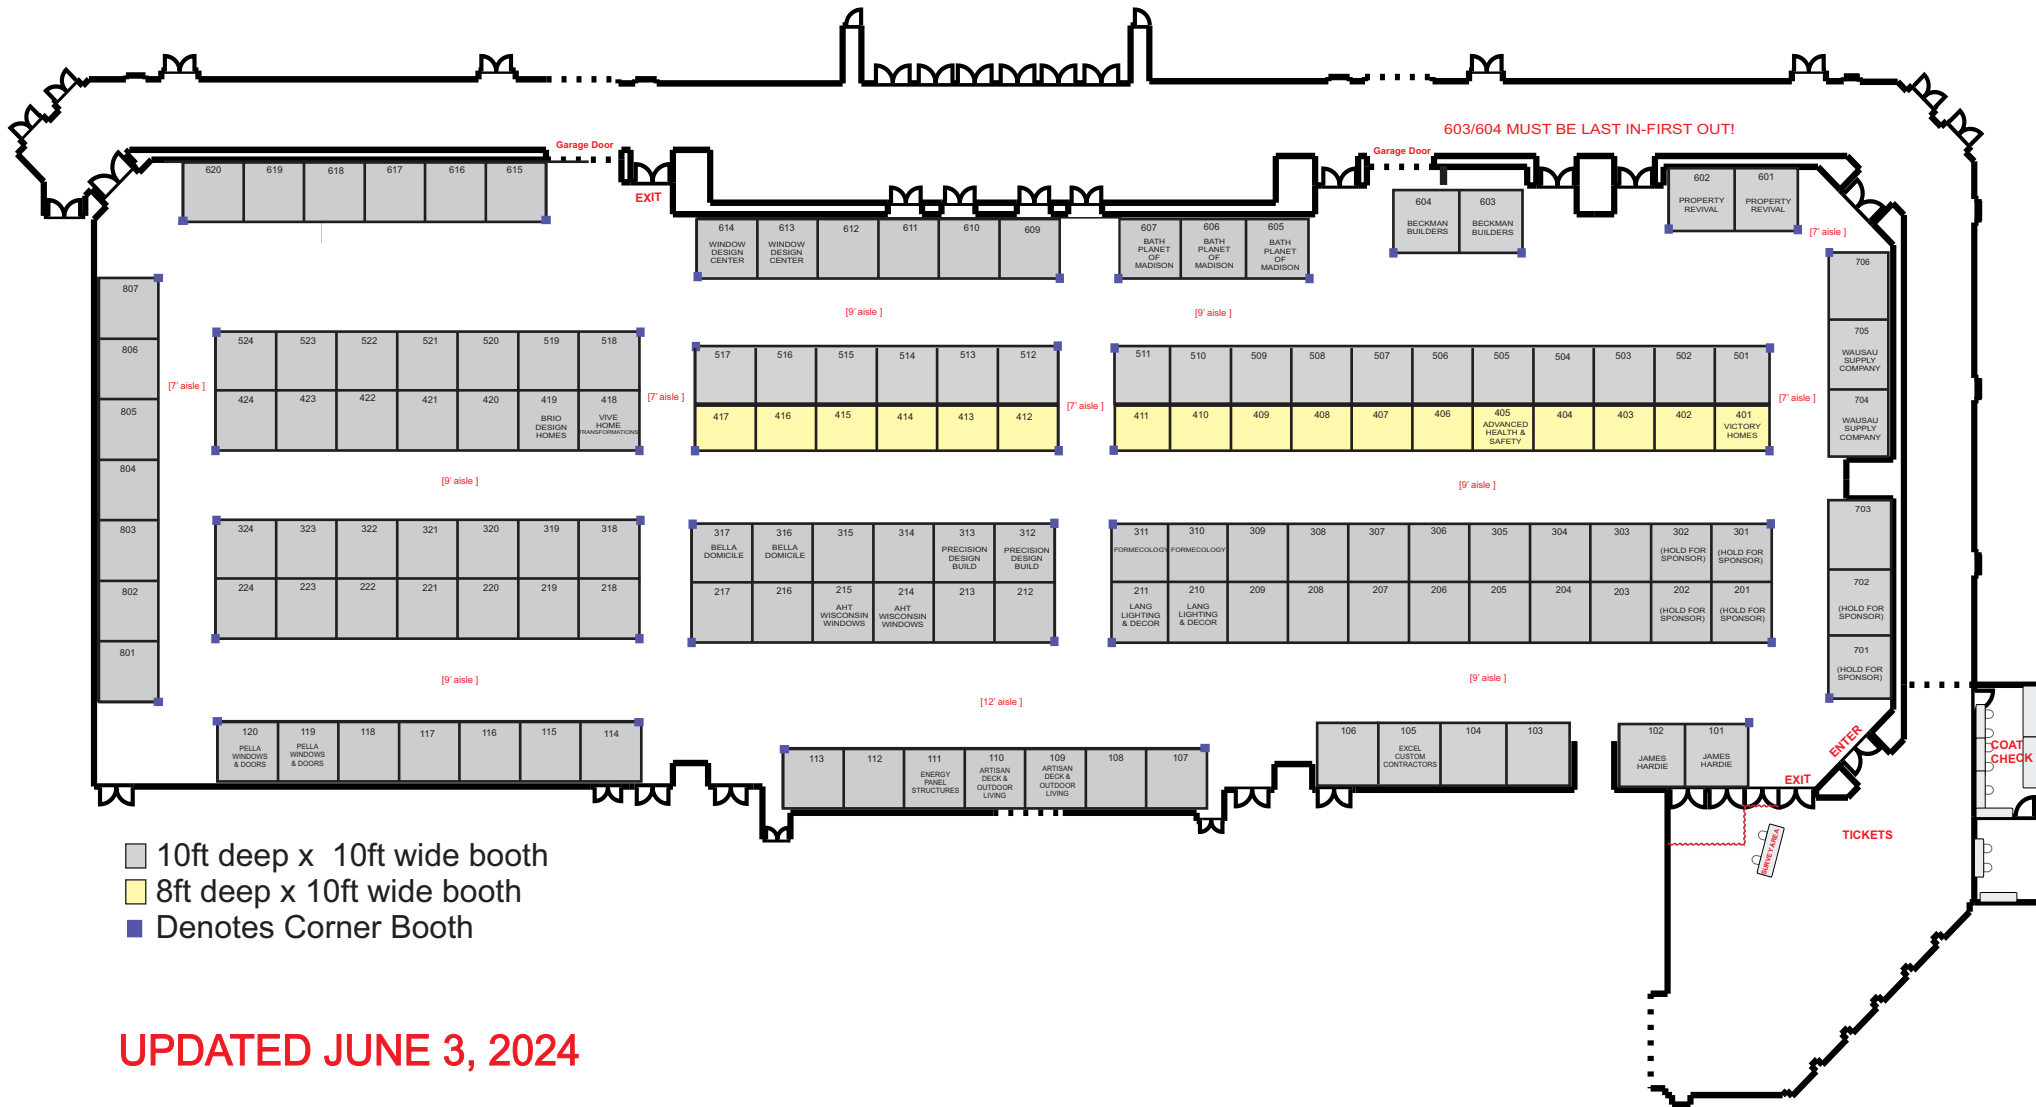 603/604 MUST BE LAST IN-FIRST OUT!
Garage Door
Garage Door
EXIT
620
619
618
617
616
615
614
WINDOW
DESIGN
CENTER
613
WINDOW
DESIGN
CENTER
612
611
610
609
607
BATH
PLANET
OF
MADISON
606
BATH
PLANET
OF
MADISON
605
BATH
PLANET
OF
MADISON
604
BECKMAN
BUILDERS
603
BECKMAN
BUILDERS
602
PROPERTY
REVIVAL
601
PROPERTY
REVIVAL
[7' aisle ]
706
705
WAUSAU
SUPPLY
COMPANY
704
WAUSAU
SUPPLY
COMPANY
703
702
(HOLD FOR
SPONSOR)
701
(HOLD FOR
SPONSOR)
807
806
805
804
803
802
801
[9' aisle ]
[9' aisle ]
524
523
522
521
520
519
518
517
516
515
514
513
512
511
510
509
508
507
506
505
504
503
502
501
[7' aisle ]
[7' aisle ]
[7' aisle ]
[7' aisle ]
424
423
422
421
420
419
BRIO
DESIGN
HOMES
418
VIVE
HOME
TRANSFORMATIONS
417
416
415
414
413
412
411
410
409
408
407
406
405
ADVANCED
HEALTH &
SAFETY
404
403
402
401
VICTORY
HOMES
[9' aisle ]
[9' aisle ]
324
323
322
321
320
319
318
317
BELLA
DOMICILE
316
BELLA
DOMICILE
315
314
313
PRECISION
DESIGN
BUILD
312
PRECISION
DESIGN
BUILD
311
FORMECOLOGY
310
FORMECOLOGY
309
308
307
306
305
304
303
302
(HOLD FOR
SPONSOR)
301
(HOLD FOR
SPONSOR)
224
223
222
221
220
219
218
217
216
215
AHT
WISCONSIN
WINDOWS
214
AHT
WISCONSIN
WINDOWS
213
212
211
LANG
LIGHTING
& DECOR
210
LANG
LIGHTING
& DECOR
209
208
207
206
205
204
203
202
(HOLD FOR
SPONSOR)
201
(HOLD FOR
SPONSOR)
[9' aisle ]
[12' aisle ]
[9' aisle ]
120
PELLA
WINDOWS
& DOORS
119
PELLA
WINDOWS
& DOORS
118
117
116
115
114
113
112
111
ENERGY
PANEL
STRUCTURES
110
ARTISAN
DECK &
OUTDOOR
LIVING
109
ARTISAN
DECK &
OUTDOOR
LIVING
108
107
106
105
EXCEL
CUSTOM
CONTRACTORS
104
103
102
JAMES
HARDIE
101
JAMES
HARDIE
ENTER
EXIT
COAT
CHECK
TICKETS
SURVEY AREA
10ft deep x 10ft wide booth
8ft deep x 10ft wide booth
Denotes Corner Booth
UPDATED JUNE 3, 2024